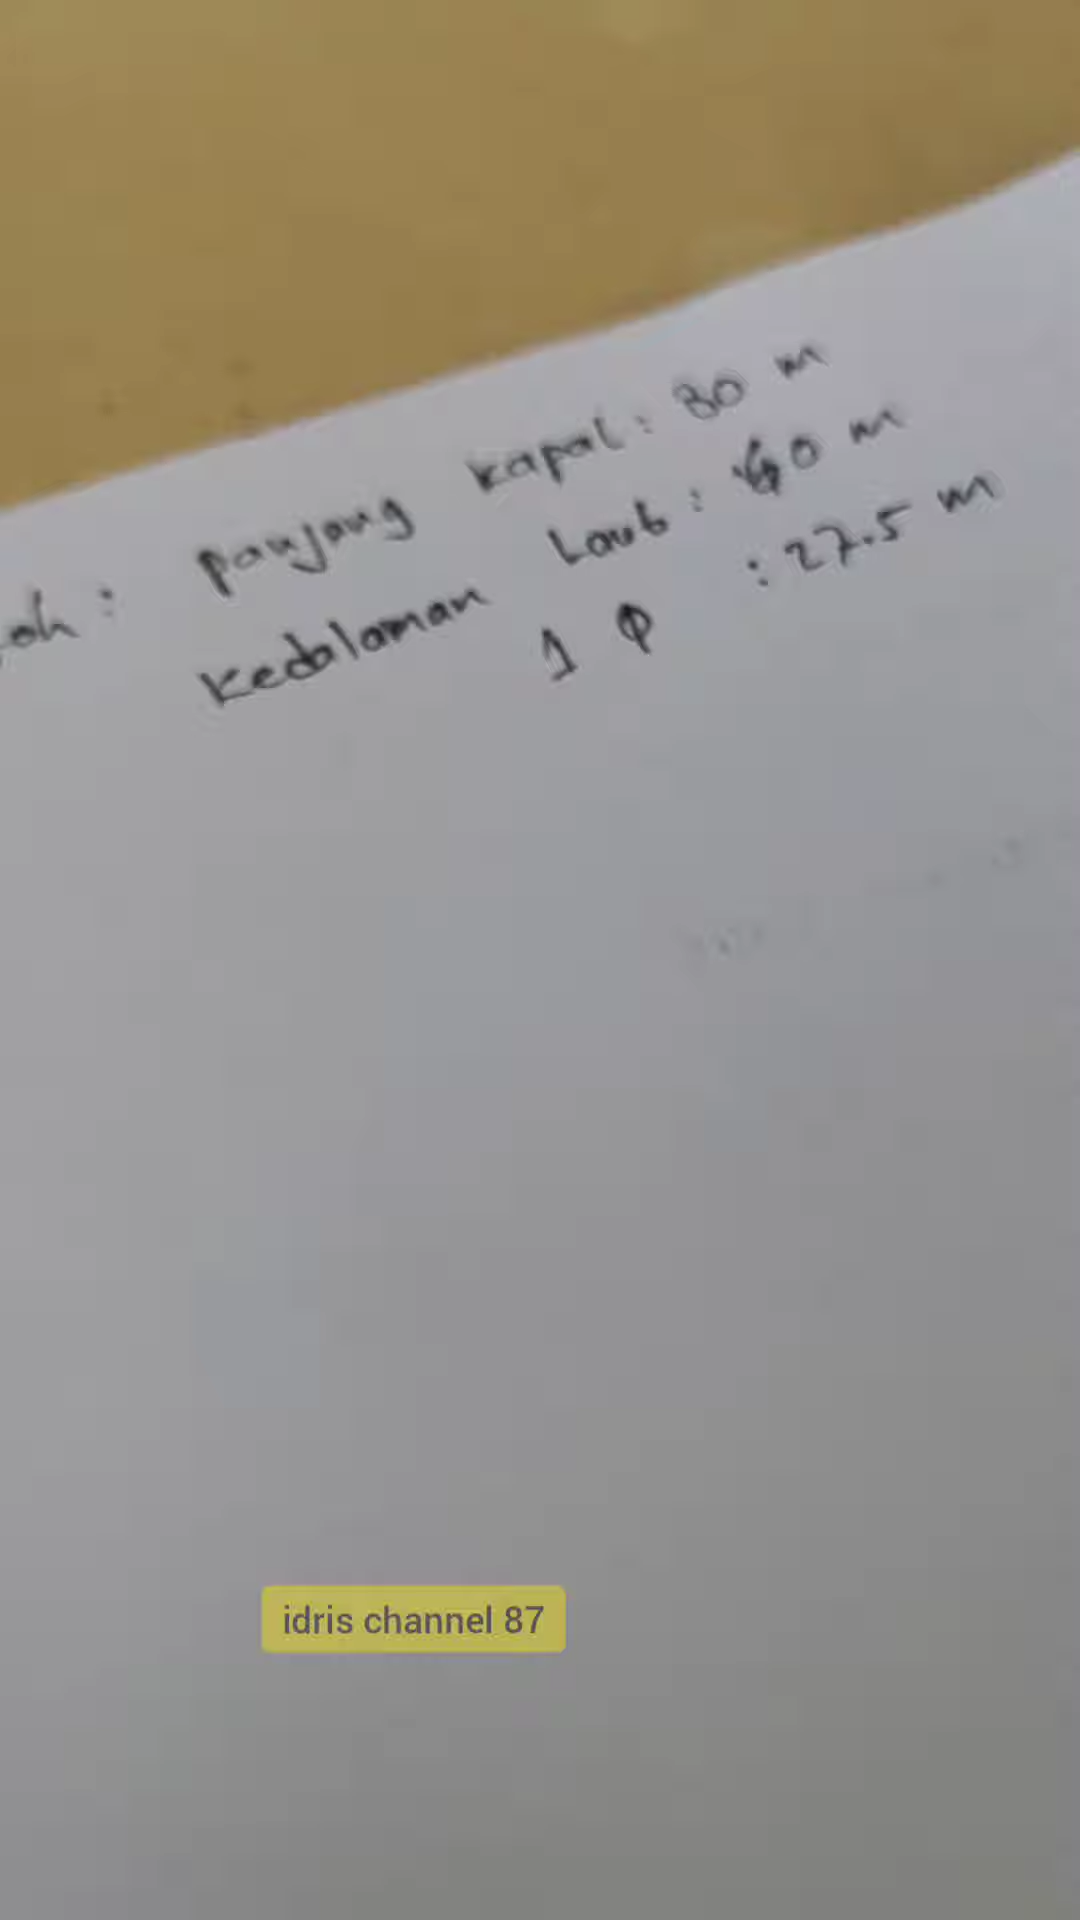 oh: panjang kapal: 80 m
kedalaman Laut: 60 m
1 φ : 27.5 m
idris channel 87